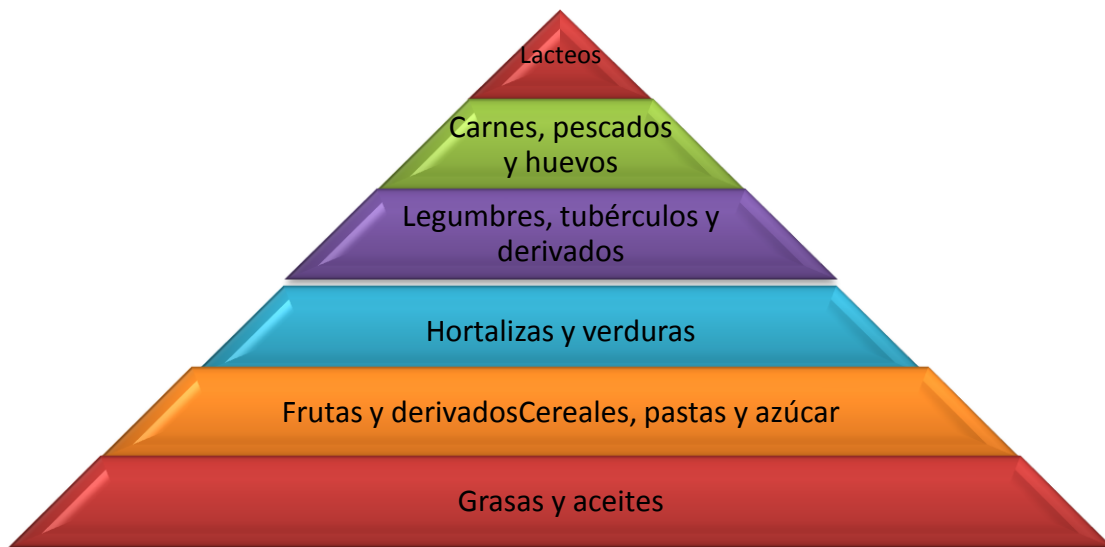 Lacteos
Carnes, pescados
y huevos
Legumbres, tubérculos y
derivados
Hortalizas y verduras
Frutas y derivadosCereales, pastas y azúcar
Grasas y aceites